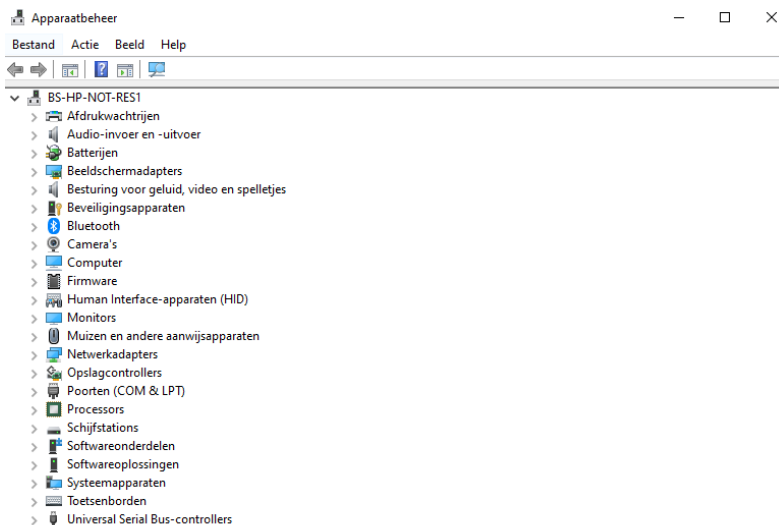 Apparaatbeheer
Bestand Actie Beeld Help
BS-HP-NOT-RES1
Afdrukwachtrijen
Audio-invoer en -uitvoer
Batterijen
Beeldschermadapters
Besturing voor geluid, video en spelletjes
Beveiligingsapparaten
Bluetooth
Camera's
Computer
Firmware
Human Interface-apparaten (HID)
Monitors
Muizen en andere aanwijsapparaten
Netwerkadapters
Opslagcontrollers
Poorten (COM & LPT)
Processors
Schijfstations
Softwareonderdelen
Softwareoplossingen
Systeemapparaten
Toetsenborden
Universal Serial Bus-controllers